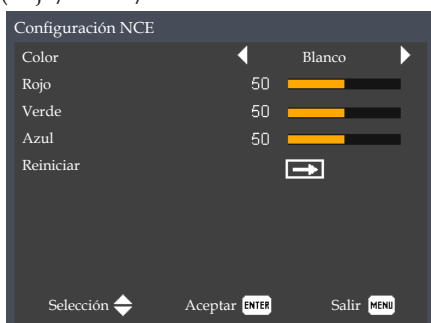 Configuración NCE
Color Blanco
Rojo 50
Verde 50
Azul 50
Reiniciar
Selección Aceptar ENTER Salir MENU